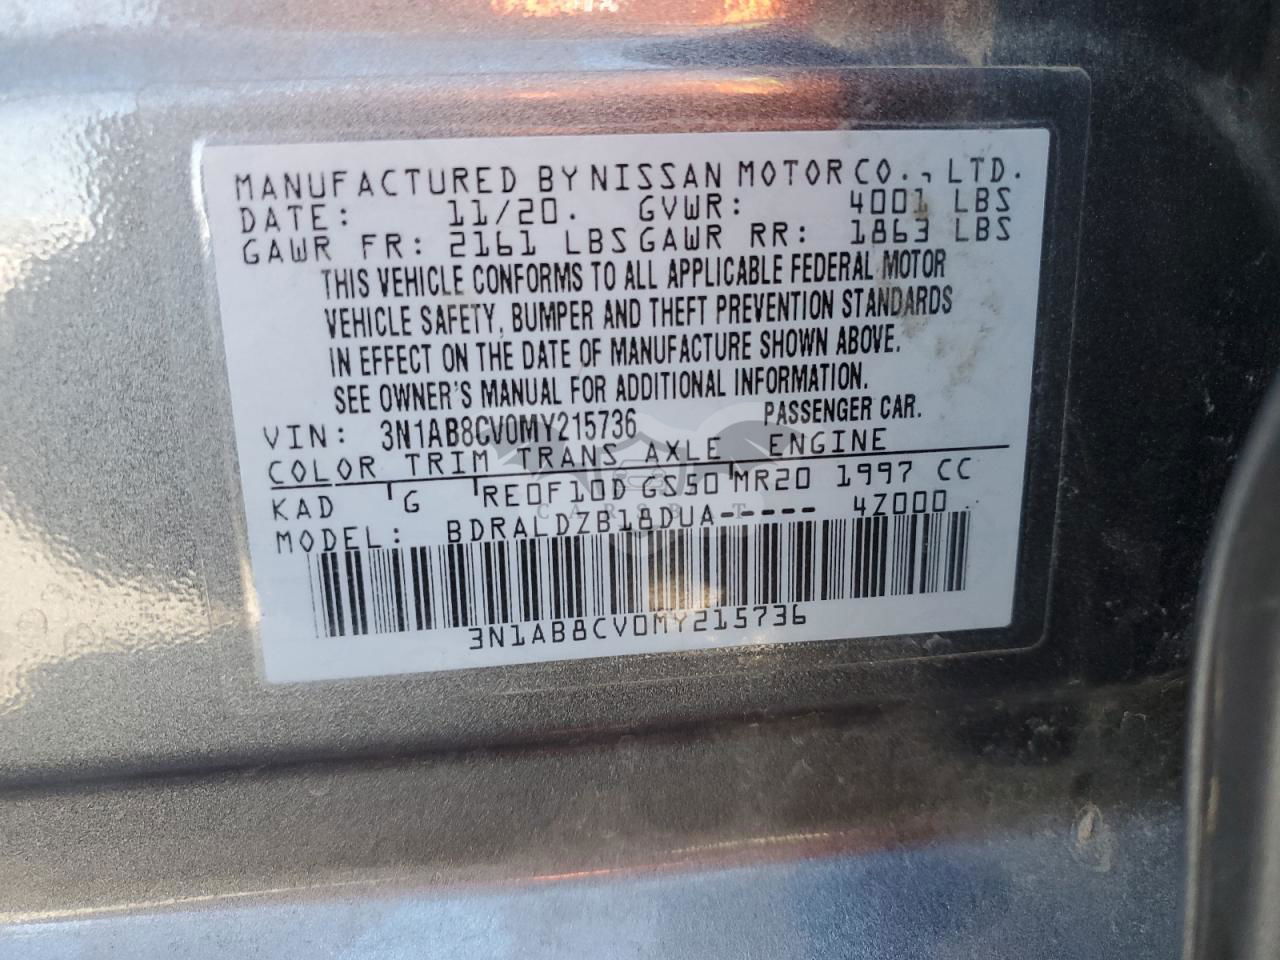 MANUFACTURED BY NISSAN MOTOR CO., LTD.
DATE: 11/20. GVWR: 4001 LBS
GAWR FR: 2161 LBS GAWR RR: 1863 LBS
THIS VEHICLE CONFORMS TO ALL APPLICABLE FEDERAL MOTOR
VEHICLE SAFETY, BUMPER AND THEFT PREVENTION STANDARDS
IN EFFECT ON THE DATE OF MANUFACTURE SHOWN ABOVE.
SEE OWNER'S MANUAL FOR ADDITIONAL INFORMATION.
VIN: 3N1AB8CV0MY215736 PASSENGER CAR.
COLOR TRIM TRANS AXLE ENGINE
KAD G RE0F10D GS50 MR20 1997 CC
MODEL: BDRALDZB18DUA----- 4Z000
3N1AB8CV0MY215736